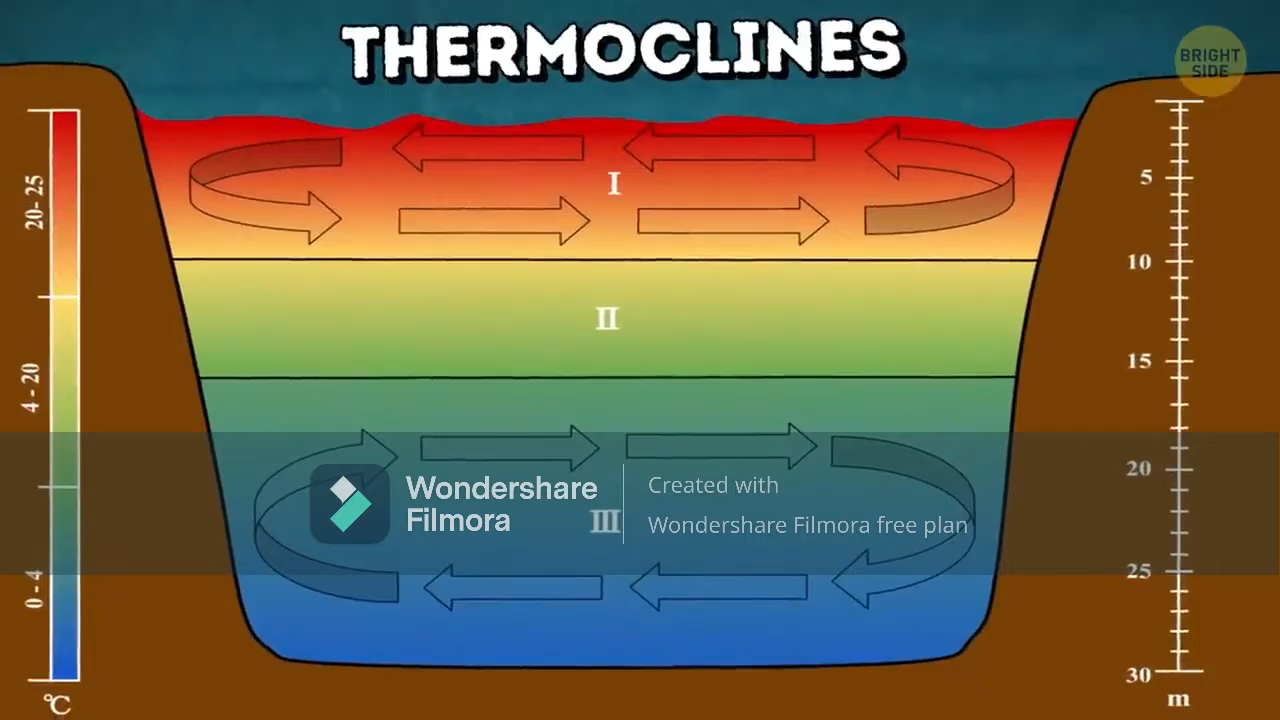 THERMOCLINES
BRIGHT
SIDE
20-25
4 - 20
0 - 4
°C
I
II
III
5
10
15
20
25
30
m
Wondershare
Filmora
Created with
Wondershare Filmora free plan